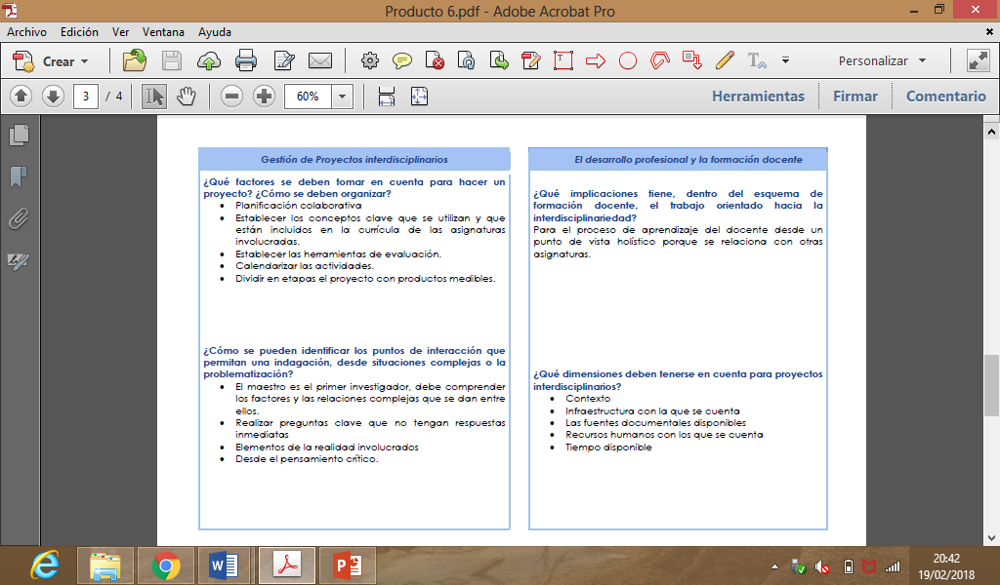 Producto 6.pdf - Adobe Acrobat Pro
Archivo Edición Ver Ventana Ayuda
Crear
Personalizar
3 / 4
60%
Herramientas Firmar Comentario
Gestión de Proyectos interdisciplinarios
¿Qué factores se deben tomar en cuenta para hacer un
proyecto? ¿Cómo se deben organizar?
• Planificación colaborativa
• Establecer los conceptos clave que se utilizan y que
están incluidos en la currícula de las asignaturas
involucradas.
• Establecer las herramientas de evaluación.
• Calendarizar las actividades.
• Dividir en etapas el proyecto con productos medibles.
¿Cómo se pueden identificar los puntos de interacción que
permitan una indagación, desde situaciones complejas o la
problematización?
• El maestro es el primer investigador, debe comprender
los factores y las relaciones complejas que se dan entre
ellos.
• Realizar preguntas clave que no tengan respuestas
inmediatas
• Elementos de la realidad involucrados
• Desde el pensamiento crítico.
El desarrollo profesional y la formación docente
¿Qué implicaciones tiene, dentro del esquema de
formación docente, el trabajo orientado hacia la
interdisciplinariedad?
Para el proceso de aprendizaje del docente desde un
punto de vista holístico porque se relaciona con otras
asignaturas.
¿Qué dimensiones deben tenerse en cuenta para proyectos
interdisciplinarios?
• Contexto
• Infraestructura con la que se cuenta
• Las fuentes documentales disponibles
• Recursos humanos con los que se cuenta
• Tiempo disponible
20:42
19/02/2018